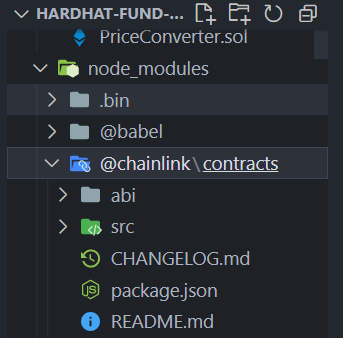 HARDHAT-FUND-...
PriceConverter.sol
node_modules
.bin
@babel
@chainlink\contracts
abi
src
CHANGELOG.md
package.json
README.md